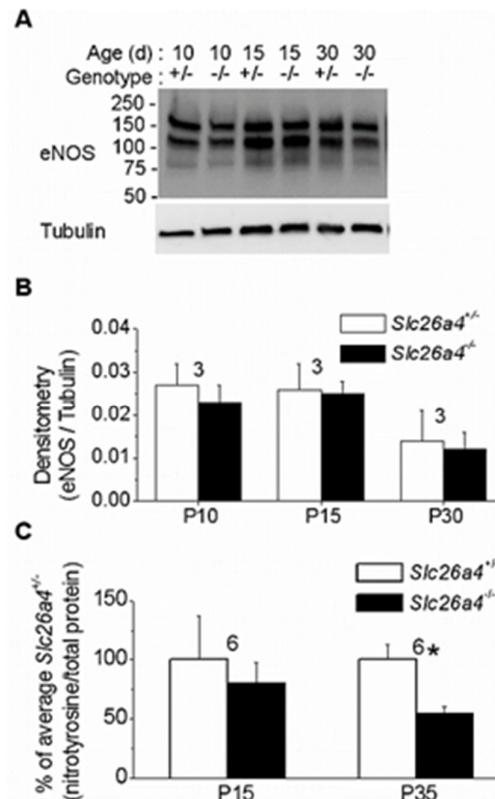 A
Age (d) : 10 10 15 15 30 30
Genotype : +/- -/- +/- -/- +/- -/-
250 -
150 -
eNOS
100 -
75 -
50 -
Tubulin
B
Slc26a4+/-
Slc26a4-/-
0.04
0.03
0.02
0.01
0.00
Densitometry
(eNOS / Tubulin)
3
3
3
P10 P15 P30
C
Slc26a4+/-
Slc26a4-/-
150
100
50
0
% of average Slc26a4+/-
(nitrotyrosine/total protein)
6
6*
P15 P35